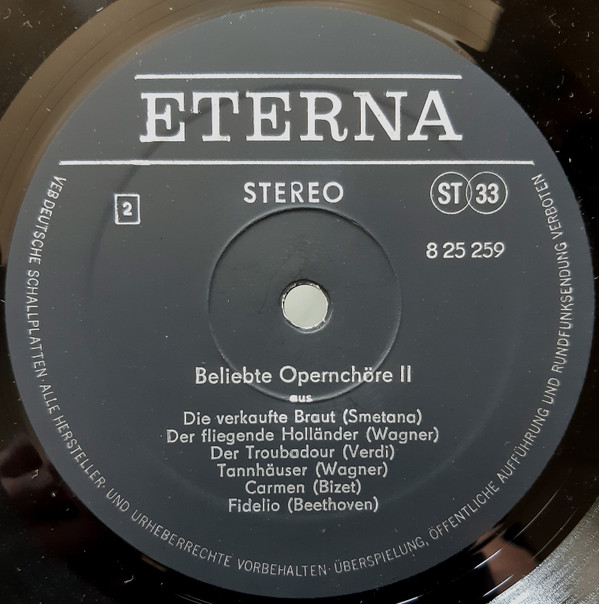 ETERNA
2
STEREO
ST 33
8 25 259
Beliebte Opernchöre II
aus
Die verkaufte Braut (Smetana)
Der fliegende Holländer (Wagner)
Der Troubadour (Verdi)
Tannhäuser (Wagner)
Carmen (Bizet)
Fidelio (Beethoven)
VEB DEUTSCHE SCHALLPLATTEN · ALLE HERSTELLER- UND URHEBERRECHTE VORBEHALTEN · ÜBERSPIELUNG, ÖFFENTLICHE AUFFÜHRUNG UND RUNDFUNKSENDUNG VERBOTEN